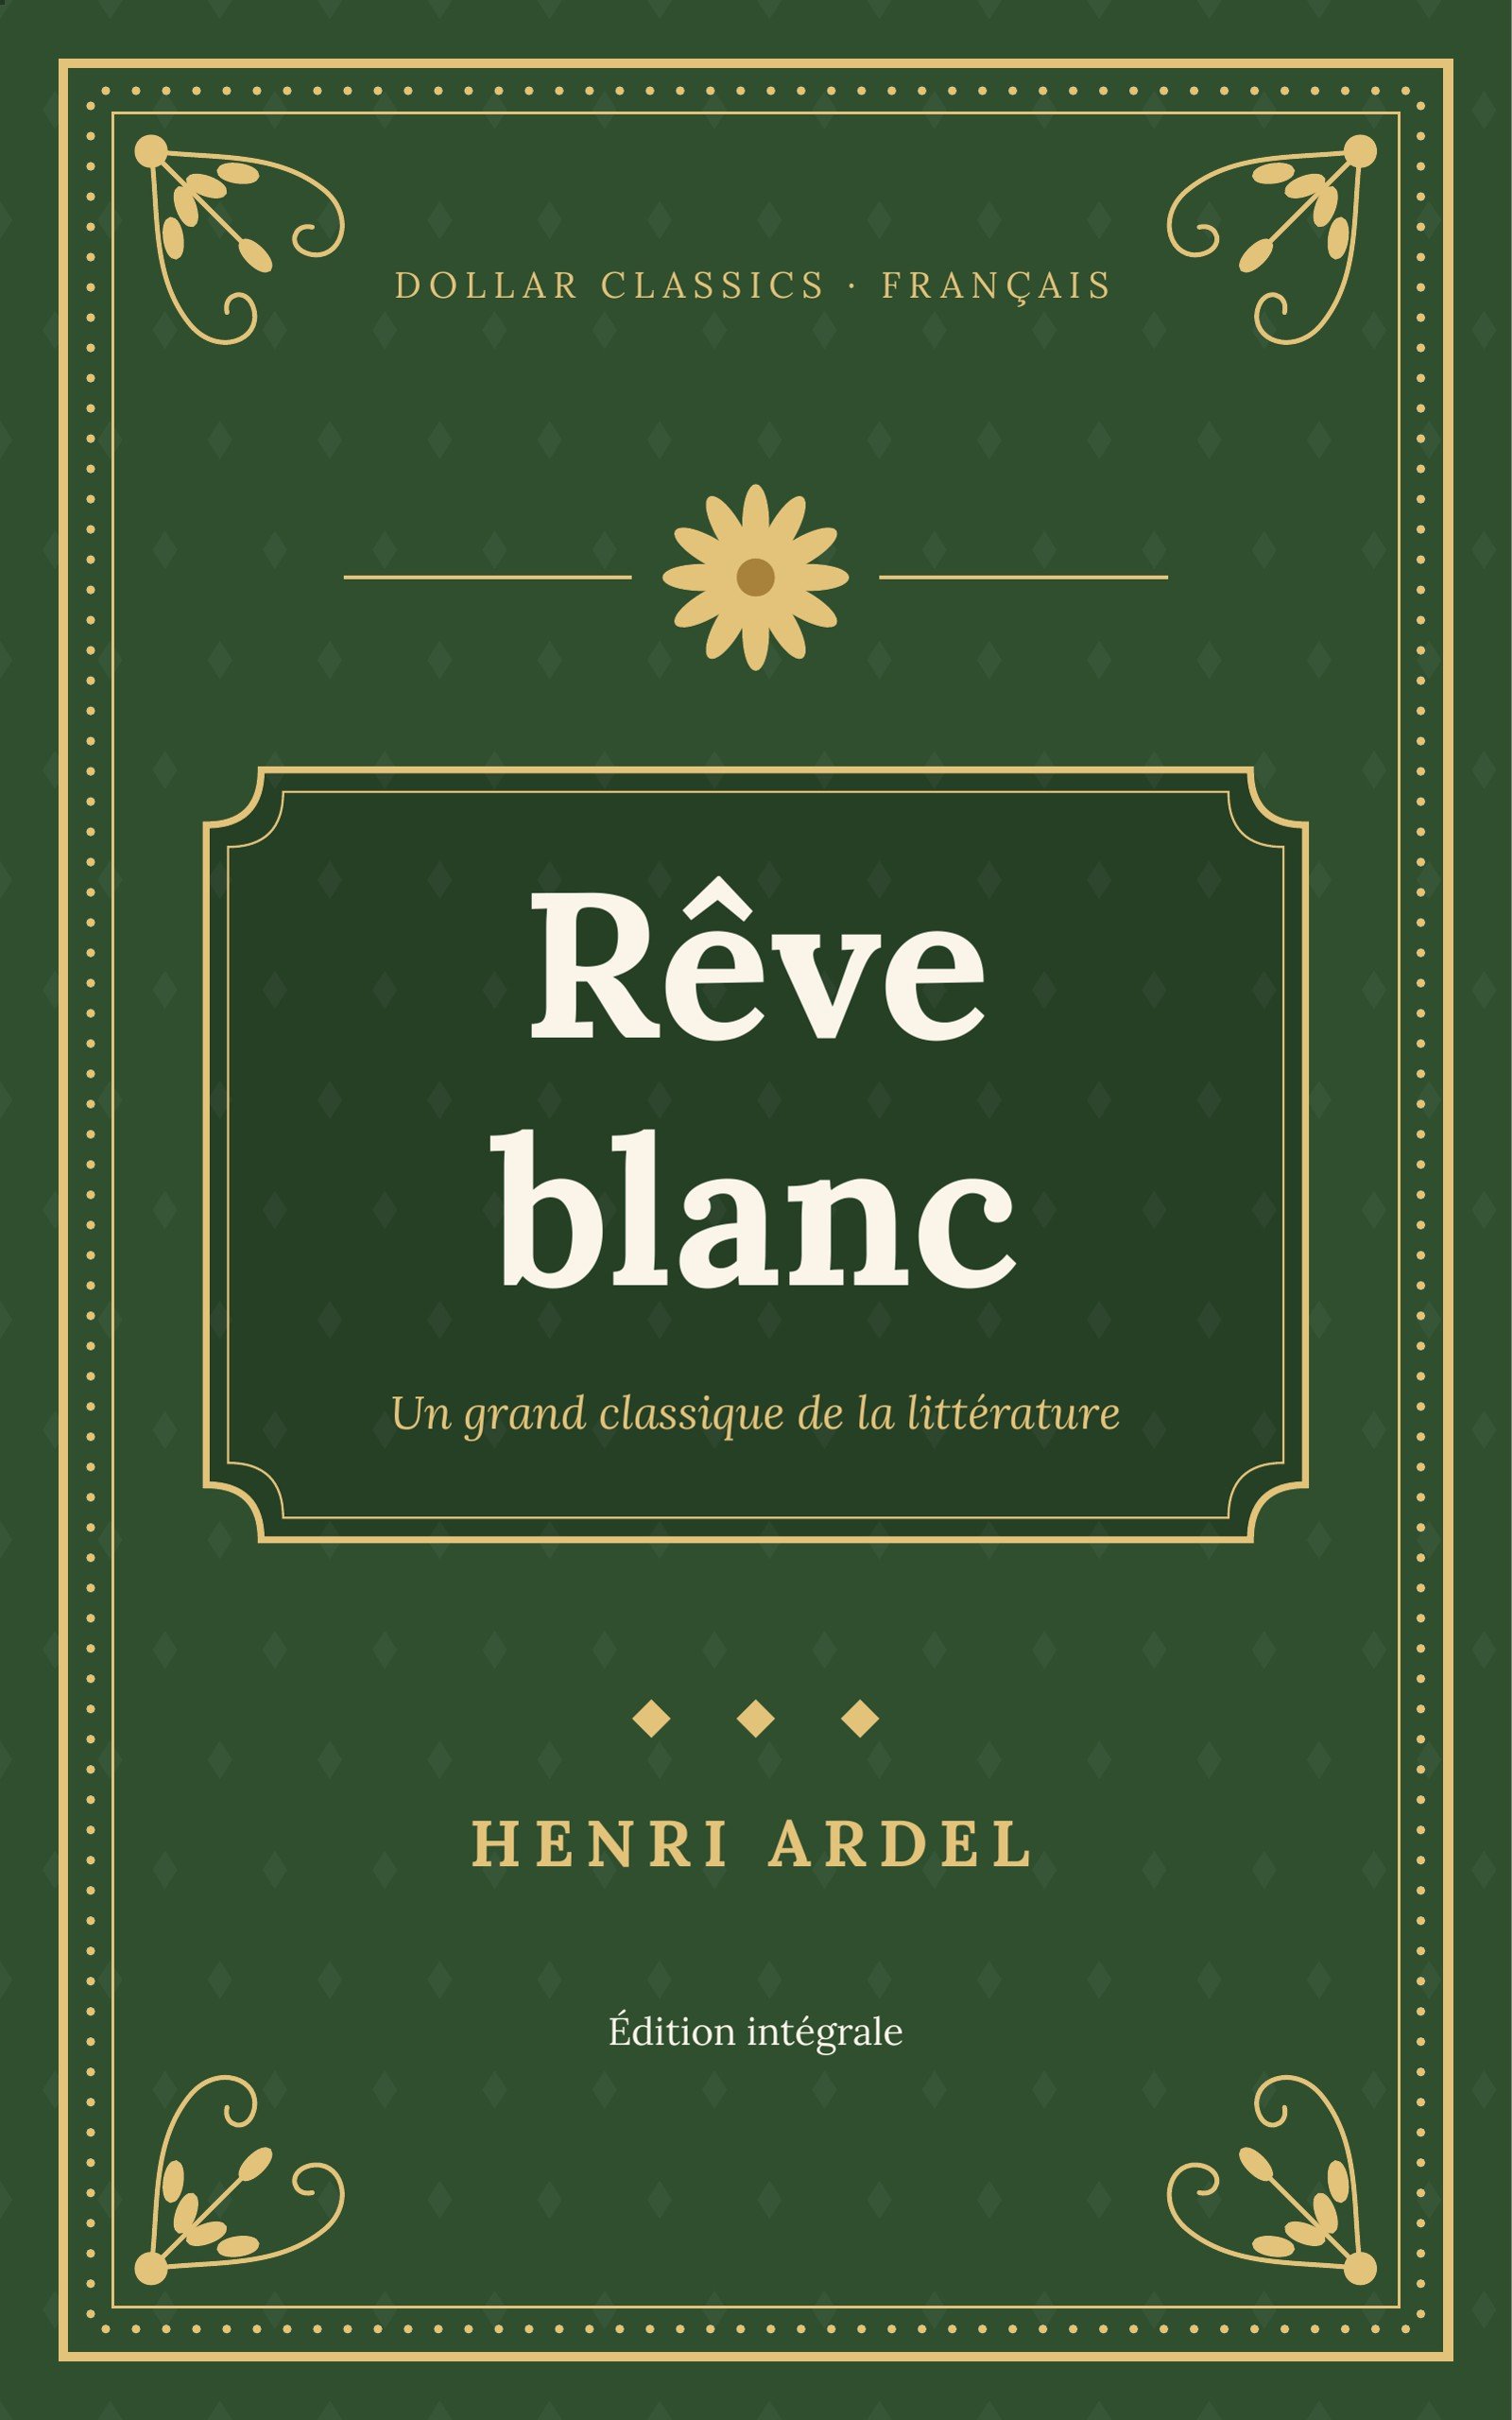 DOLLAR CLASSICS · FRANÇAIS
Rêve
blanc
Un grand classique de la littérature
HENRI ARDEL
Édition intégrale